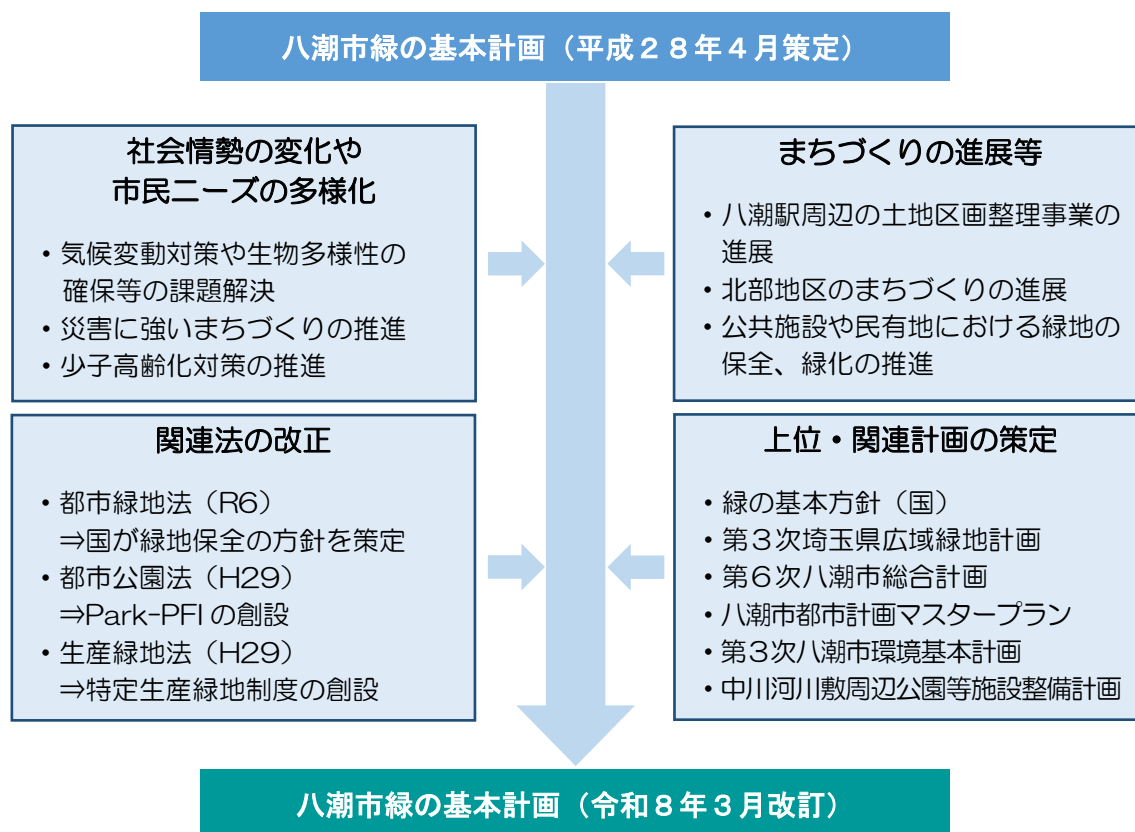 八潮市緑の基本計画（平成２８年４月策定）
社会情勢の変化や
市民ニーズの多様化
・気候変動対策や生物多様性の
確保等の課題解決
・災害に強いまちづくりの推進
・少子高齢化対策の推進
まちづくりの進展等
・八潮駅周辺の土地区画整理事業の
進展
・北部地区のまちづくりの進展
・公共施設や民有地における緑地の
保全、緑化の推進
関連法の改正
・都市緑地法（R6）
⇒国が緑地保全の方針を策定
・都市公園法（H29）
⇒Park-PFI の創設
・生産緑地法（H29）
⇒特定生産緑地制度の創設
上位・関連計画の策定
・緑の基本方針（国）
・第３次埼玉県広域緑地計画
・第６次八潮市総合計画
・八潮市都市計画マスタープラン
・第３次八潮市環境基本計画
・中川河川敷周辺公園等施設整備計画
八潮市緑の基本計画（令和８年３月改訂）